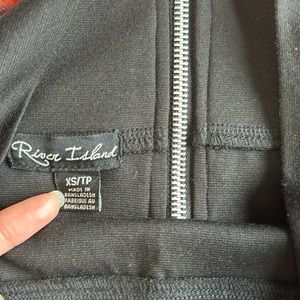 River Island
XS/TP
MADE IN
BANGLADESH
FABRIQUE AU
BANGLADESH